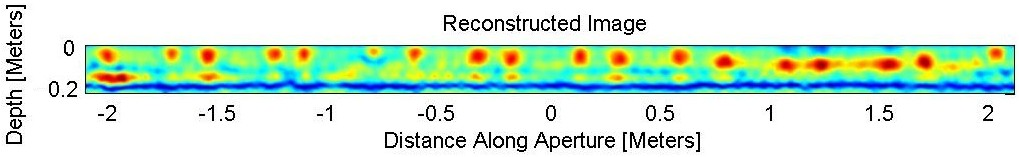 Reconstructed Image
Depth [Meters]
0
0.2
-2 -1.5 -1 -0.5 0 0.5 1 1.5 2
Distance Along Aperture [Meters]